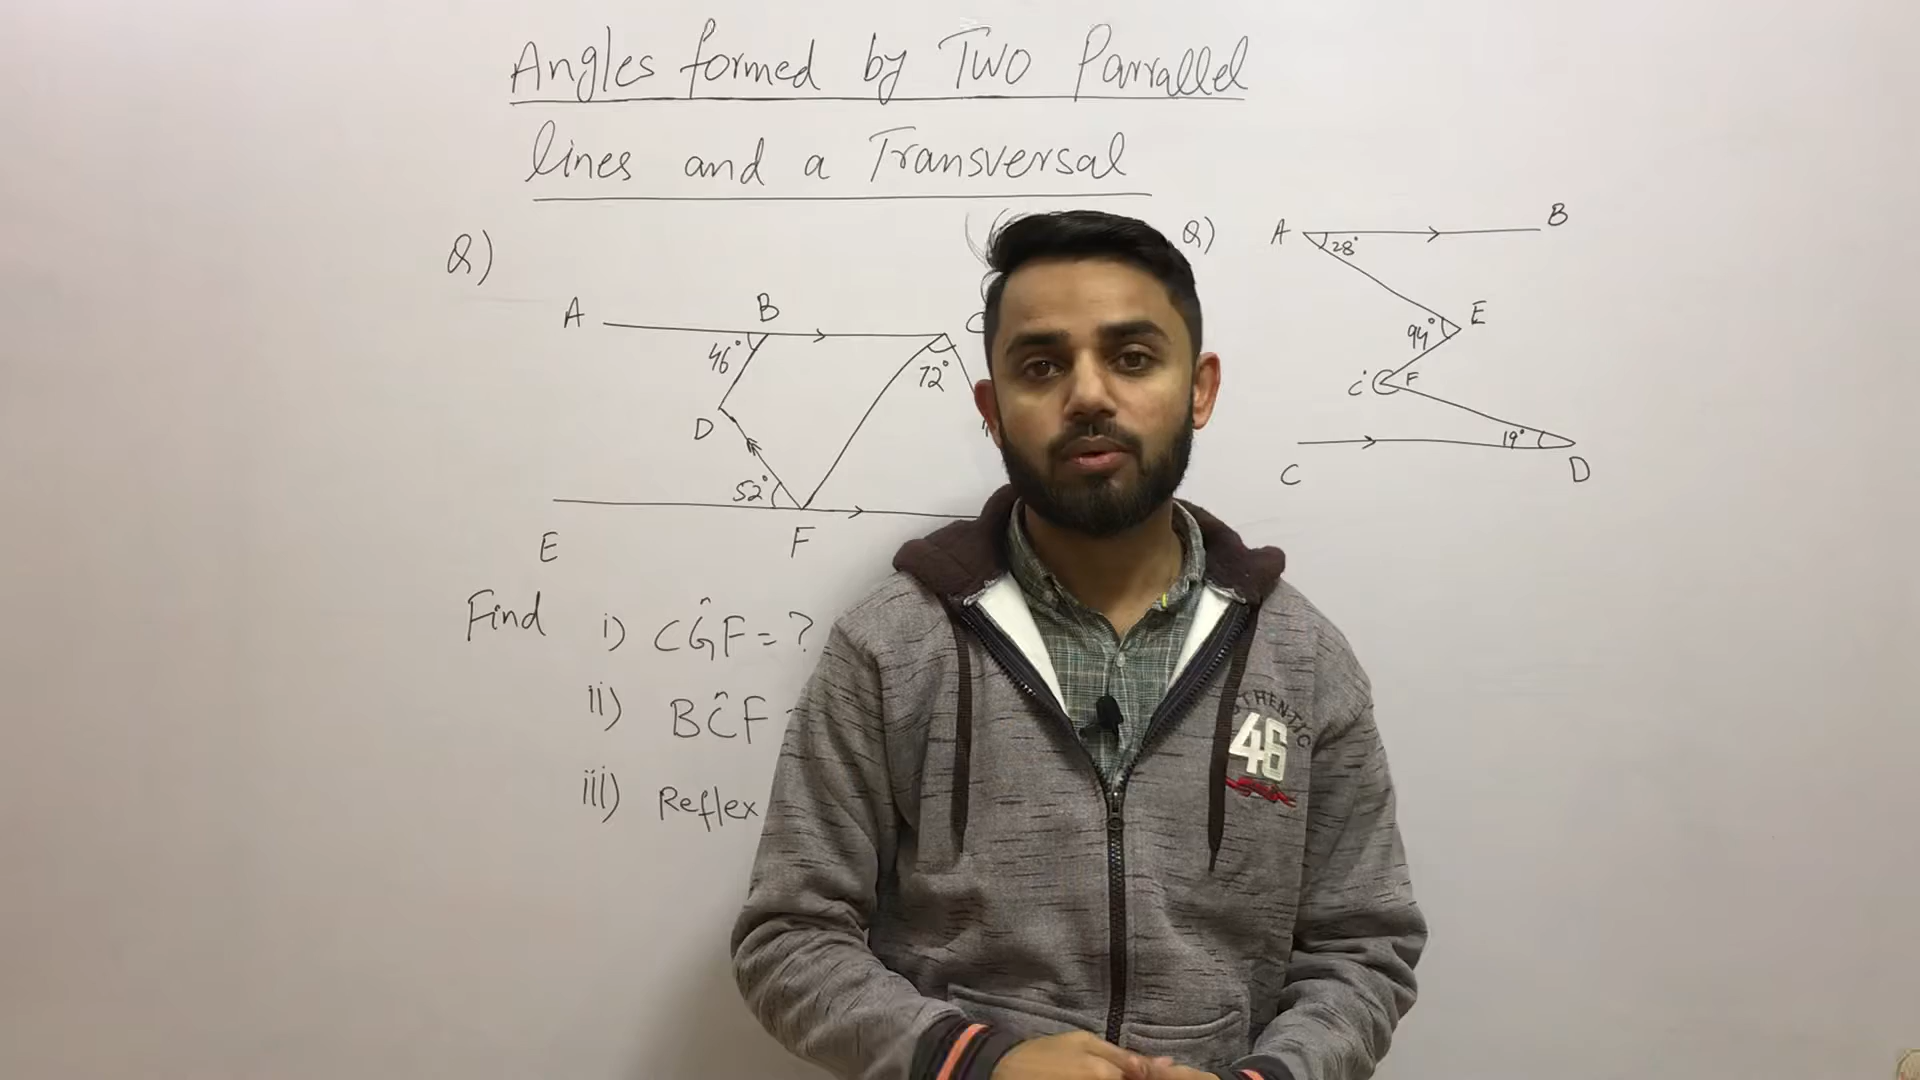 Angles formed by Two Parrallel
lines and a Transversal
Q)
A B C
46°
72°
D
52°
E F
Find i) CĜF = ?
ii) BĈF =
iii) Reflex
Q)
A B
28°
E
94°
i F
19°
C D
AUTHENTIC
46